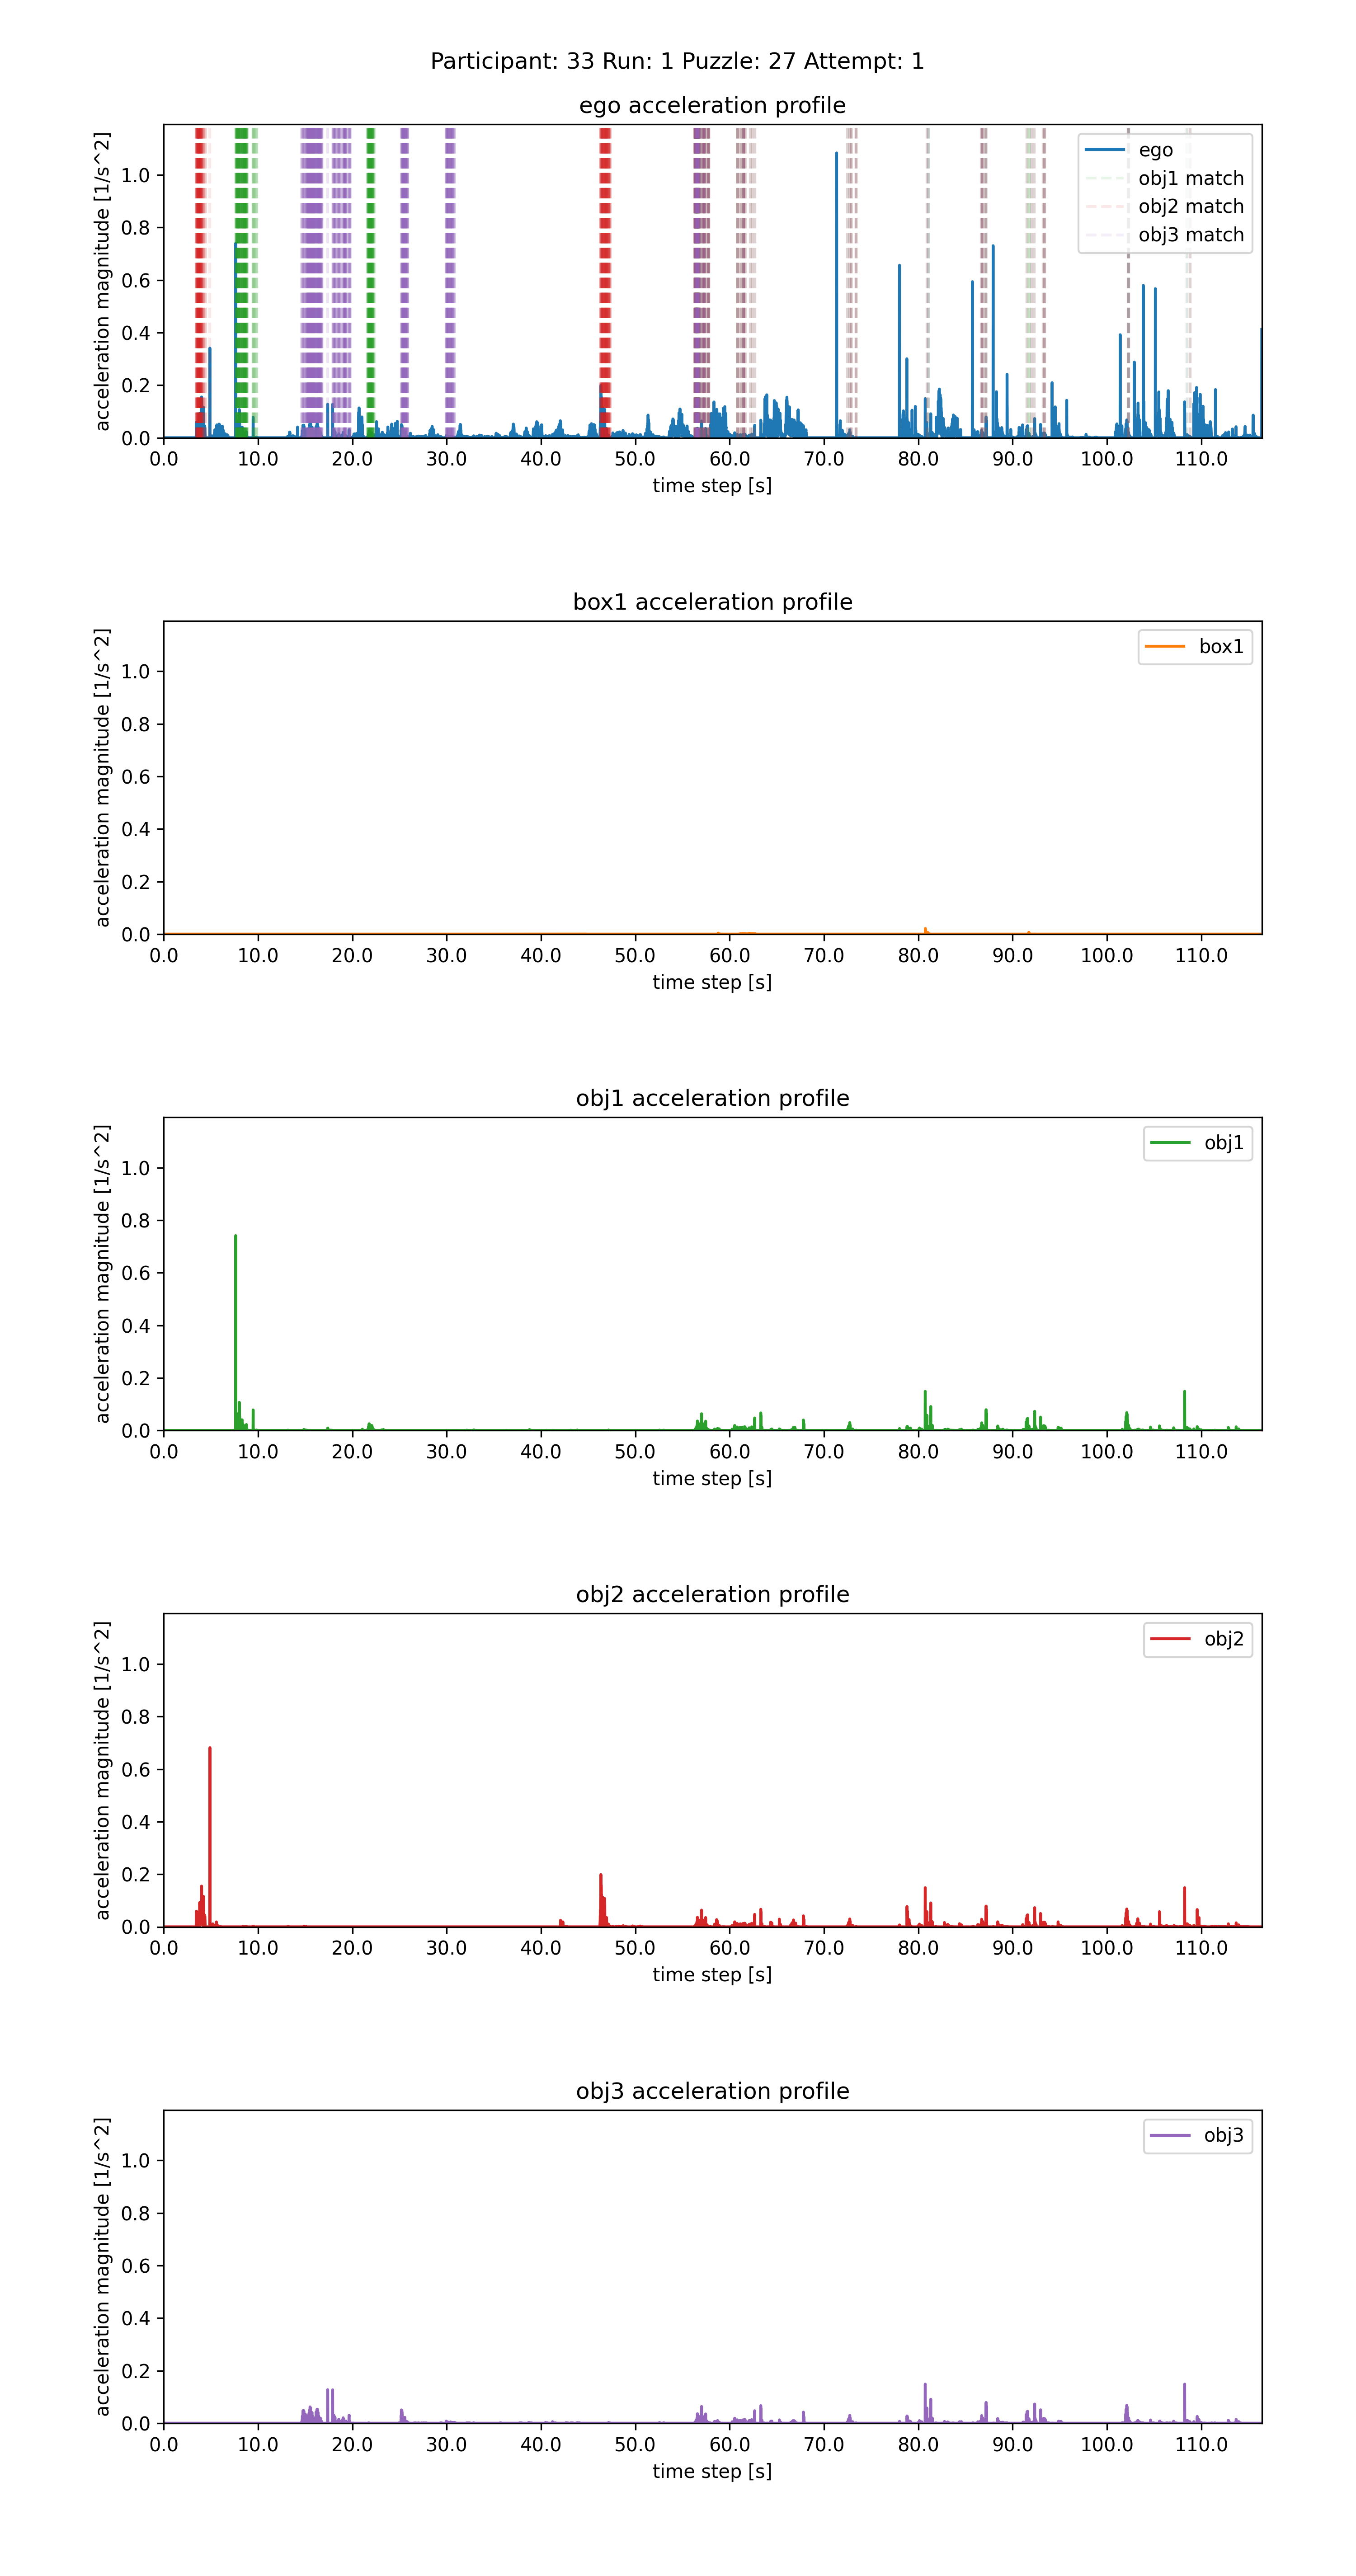 Participant: 33 Run: 1 Puzzle: 27 Attempt: 1
ego acceleration profile
acceleration magnitude [1/s^2]
1.0
0.8
0.6
0.4
0.2
0.0
ego
obj1 match
obj2 match
obj3 match
0.0 10.0 20.0 30.0 40.0 50.0 60.0 70.0 80.0 90.0 100.0 110.0
time step [s]
box1 acceleration profile
acceleration magnitude [1/s^2]
1.0
0.8
0.6
0.4
0.2
0.0
box1
0.0 10.0 20.0 30.0 40.0 50.0 60.0 70.0 80.0 90.0 100.0 110.0
time step [s]
obj1 acceleration profile
acceleration magnitude [1/s^2]
1.0
0.8
0.6
0.4
0.2
0.0
obj1
0.0 10.0 20.0 30.0 40.0 50.0 60.0 70.0 80.0 90.0 100.0 110.0
time step [s]
obj2 acceleration profile
acceleration magnitude [1/s^2]
1.0
0.8
0.6
0.4
0.2
0.0
obj2
0.0 10.0 20.0 30.0 40.0 50.0 60.0 70.0 80.0 90.0 100.0 110.0
time step [s]
obj3 acceleration profile
acceleration magnitude [1/s^2]
1.0
0.8
0.6
0.4
0.2
0.0
obj3
0.0 10.0 20.0 30.0 40.0 50.0 60.0 70.0 80.0 90.0 100.0 110.0
time step [s]